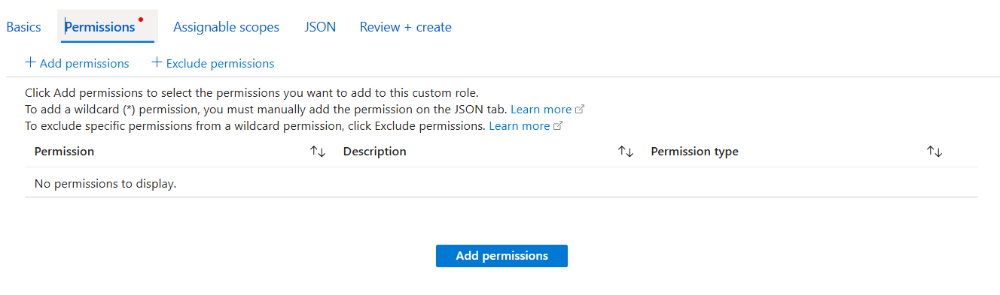 Basics Permissions Assignable scopes JSON Review + create
+ Add permissions + Exclude permissions
Click Add permissions to select the permissions you want to add to this custom role.
To add a wildcard (*) permission, you must manually add the permission on the JSON tab. Learn more
To exclude specific permissions from a wildcard permission, click Exclude permissions. Learn more
Permission Description Permission type
No permissions to display.
Add permissions